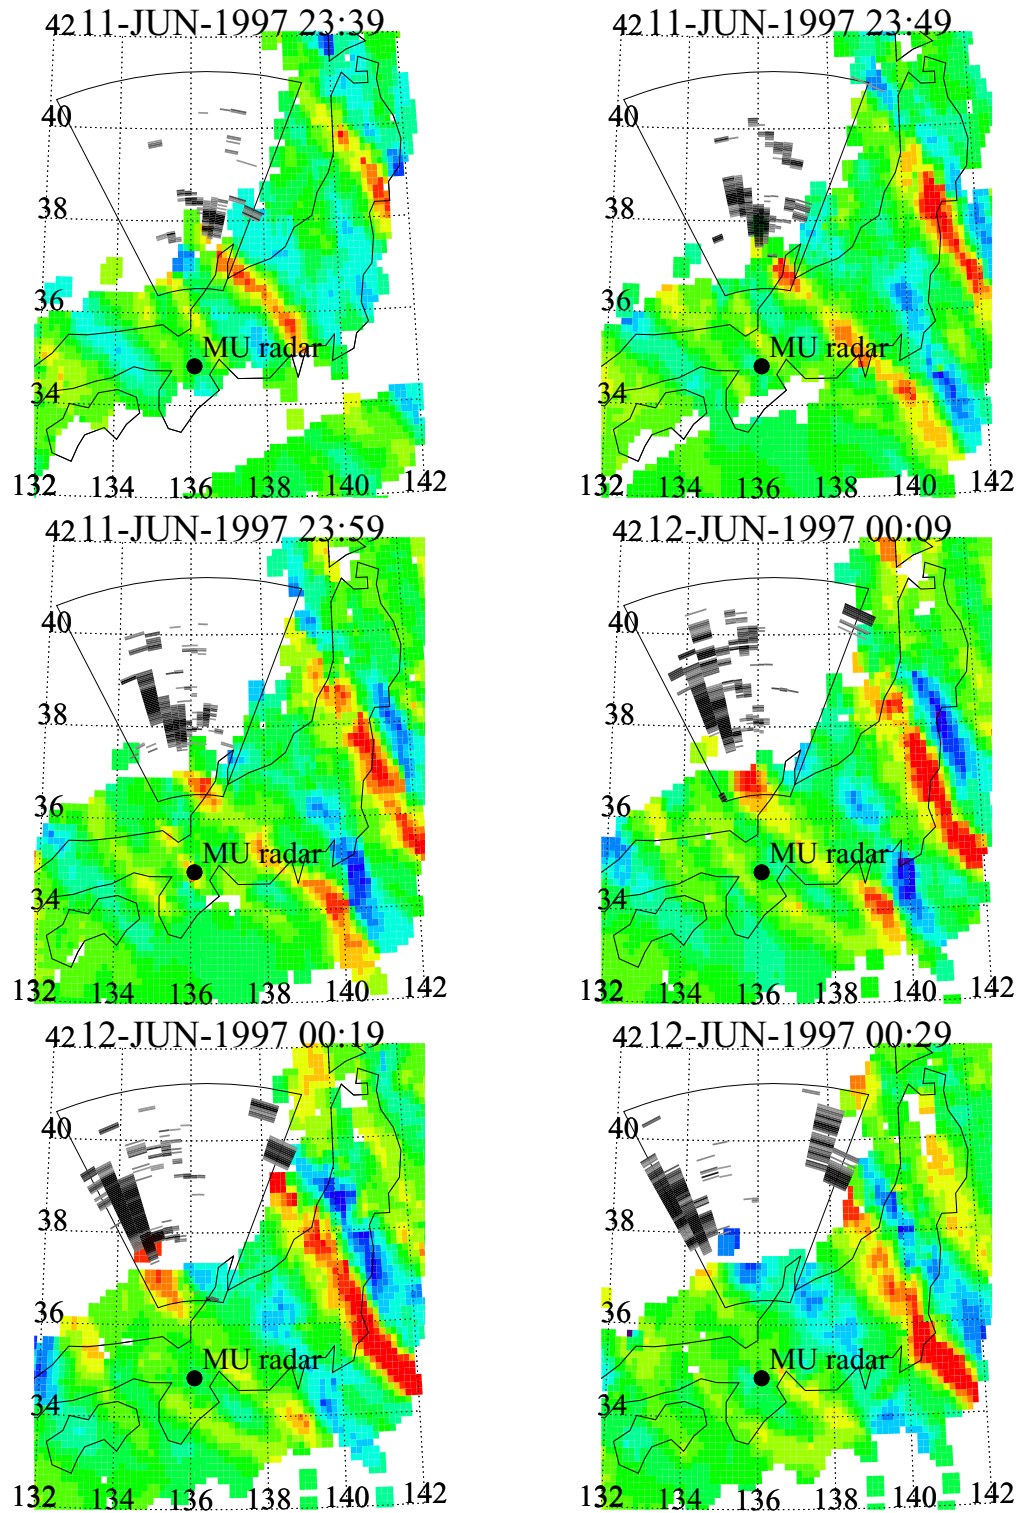 42 11-JUN-1997 23:39
40
38
36
MU radar
34
132 134 136 138 140 142
42 11-JUN-1997 23:49
40
38
36
MU radar
34
132 134 136 138 140 142
42 11-JUN-1997 23:59
40
38
36
MU radar
34
132 134 136 138 140 142
42 12-JUN-1997 00:09
40
38
36
MU radar
34
132 134 136 138 140 142
42 12-JUN-1997 00:19
40
38
36
MU radar
34
132 134 136 138 140 142
42 12-JUN-1997 00:29
40
38
36
MU radar
34
132 134 136 138 140 142